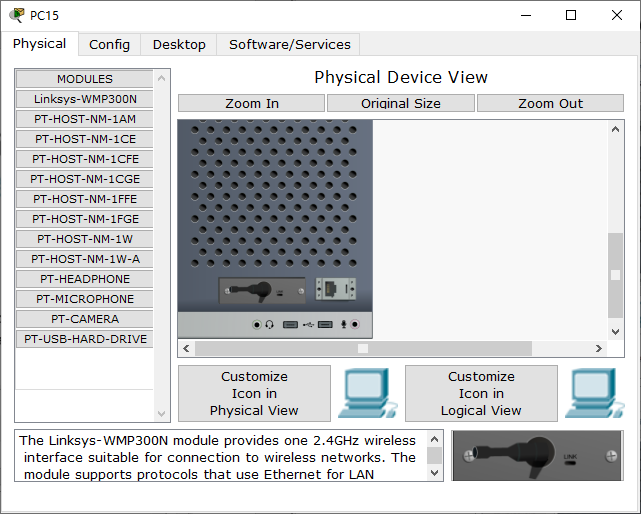 PC15
Physical Config Desktop Software/Services
MODULES
Linksys-WMP300N
PT-HOST-NM-1AM
PT-HOST-NM-1CE
PT-HOST-NM-1CFE
PT-HOST-NM-1CGE
PT-HOST-NM-1FFE
PT-HOST-NM-1FGE
PT-HOST-NM-1W
PT-HOST-NM-1W-A
PT-HEADPHONE
PT-MICROPHONE
PT-CAMERA
PT-USB-HARD-DRIVE
Physical Device View
Zoom In Original Size Zoom Out
Customize
Icon in
Physical View
Customize
Icon in
Logical View
The Linksys-WMP300N module provides one 2.4GHz wireless
interface suitable for connection to wireless networks. The
module supports protocols that use Ethernet for LAN
LINK